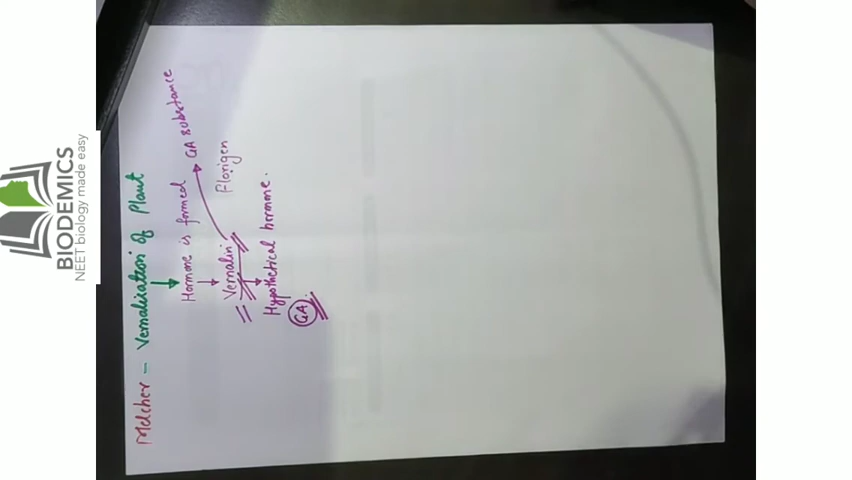 BIODEMICS
NEET biology made easy
Melcher - Vernalization of Plant
Hormone is formed GA substance
Vernalin Florigen
Hypothetical hormone.
GA